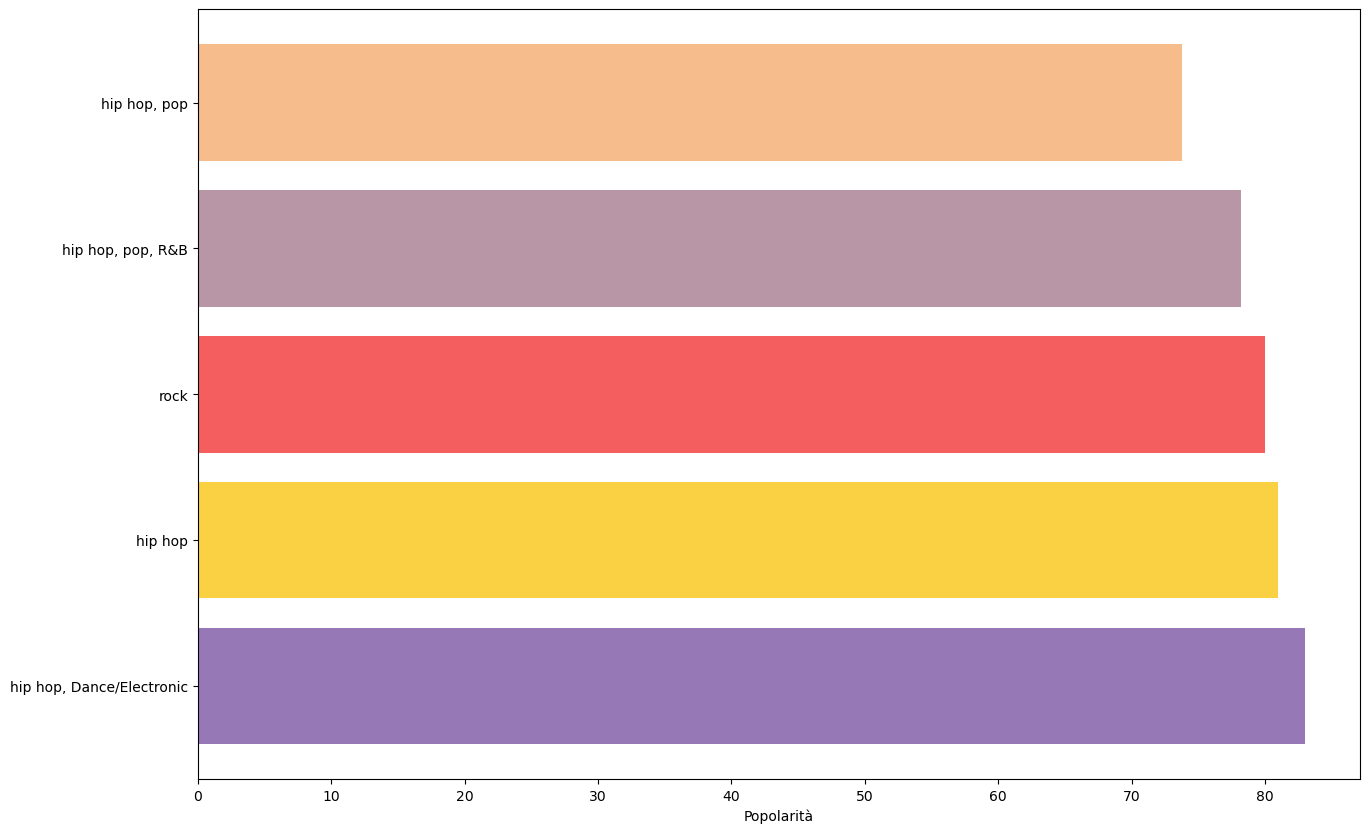 hip hop, pop
hip hop, pop, R&B
rock
hip hop
hip hop, Dance/Electronic
0 10 20 30 40 50 60 70 80
Popolarità